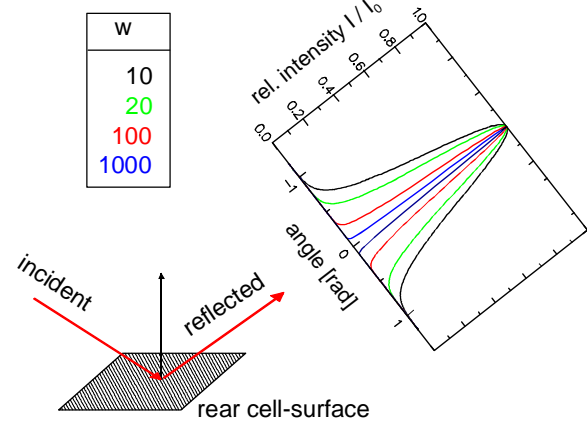 w
10
20
100
1000
rel. intensity I / I₀
0.0
0.2
0.4
0.6
0.8
1.0
−1
0
1
angle [rad]
incident
reflected
rear cell-surface